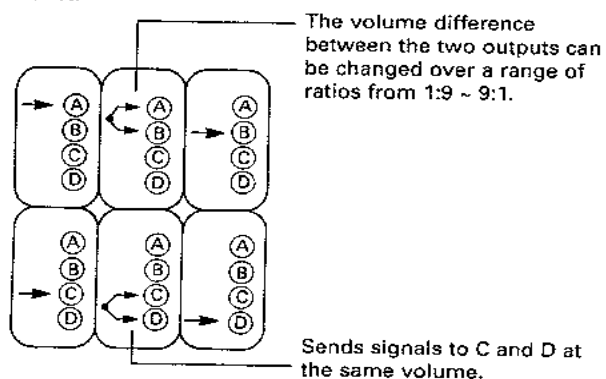 The volume difference
between the two outputs can
be changed over a range of
ratios from 1:9 ~ 9:1.
A A A
B B B
C C C
D D D
A A A
B B B
C C C
D D D
Sends signals to C and D at
the same volume.